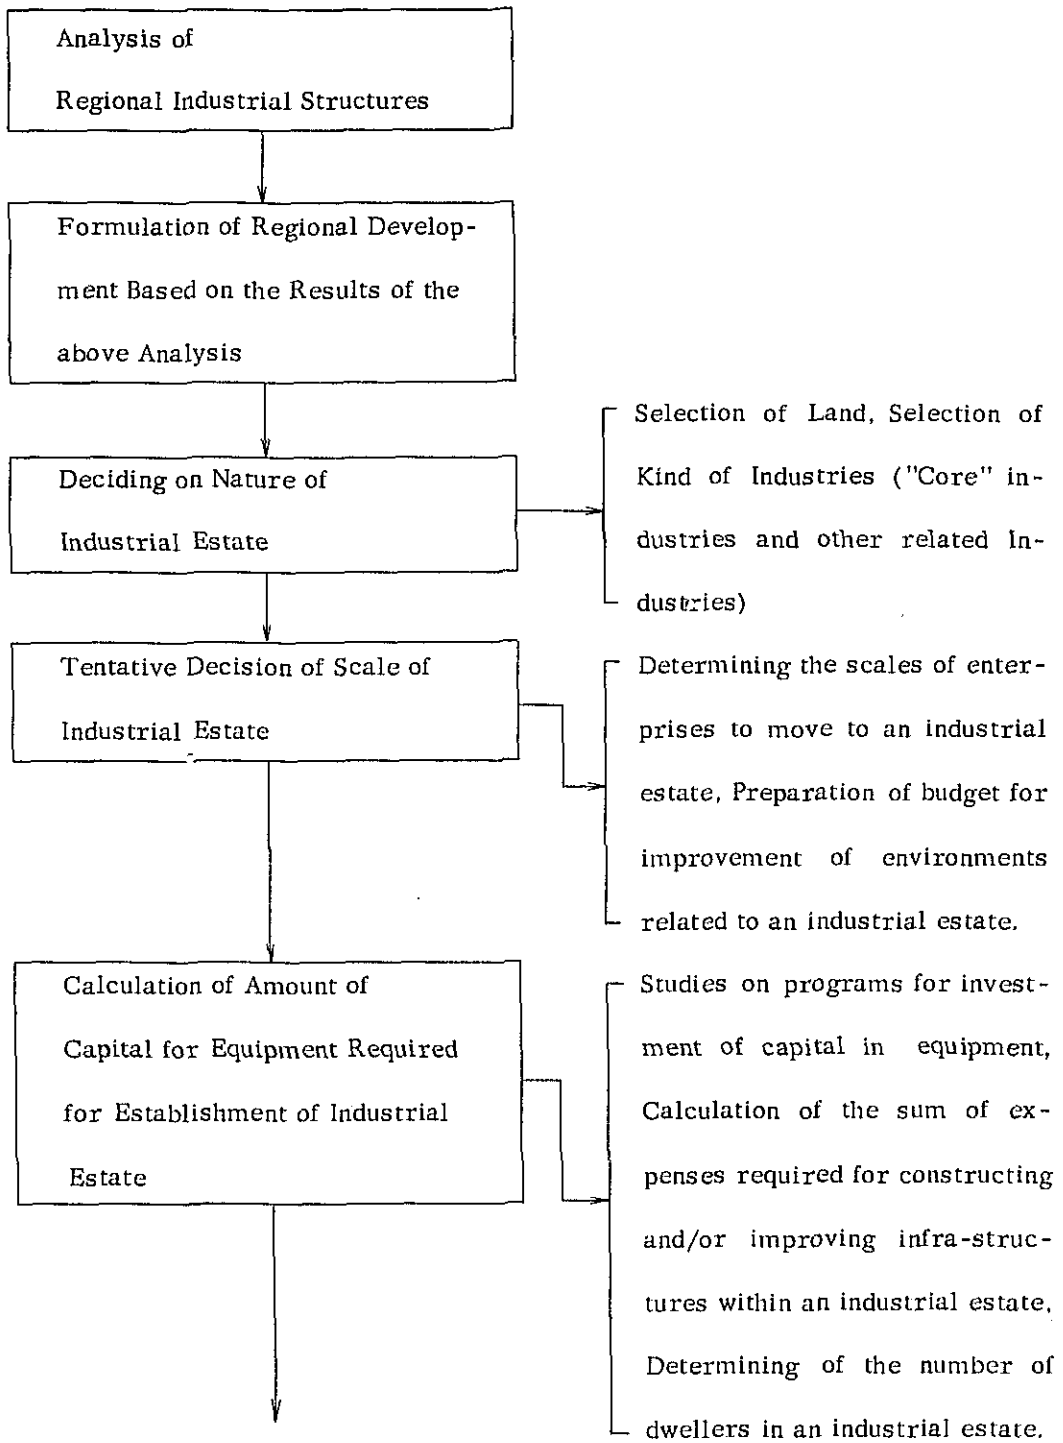 Analysis of
Regional Industrial Structures
Formulation of Regional Develop-
ment Based on the Results of the
above Analysis
Deciding on Nature of
Industrial Estate
Selection of Land, Selection of
Kind of Industries ("Core" in-
dustries and other related In-
dustries)
Tentative Decision of Scale of
Industrial Estate
Determining the scales of enter-
prises to move to an industrial
estate, Preparation of budget for
improvement of environments
related to an industrial estate.
Calculation of Amount of
Capital for Equipment Required
for Establishment of Industrial
Estate
Studies on programs for invest-
ment of capital in equipment,
Calculation of the sum of ex-
penses required for constructing
and/or improving infra-struc-
tures within an industrial estate,
Determining of the number of
dwellers in an industrial estate.